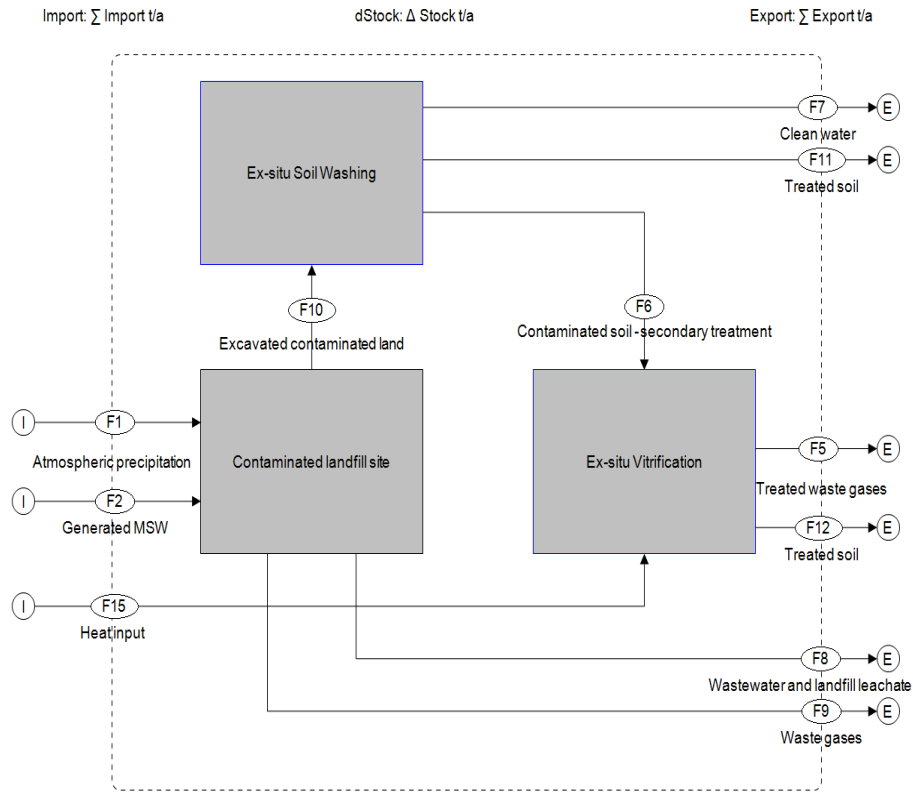 Import: ∑ Import t/a
dStock: Δ Stock t/a
Export: ∑ Export t/a
F7
E
Clean water
F11
E
Treated soil
Ex-situ Soil Washing
F10
Excavated contaminated land
F6
Contaminated soil - secondary treatment
I
F1
Atmospheric precipitation
Contaminated landfill site
Ex-situ Vitrification
F5
E
Treated waste gases
I
F2
Generated MSW
F12
E
Treated soil
I
F15
Heat input
F8
E
Wastewater and landfill leachate
F9
E
Waste gases